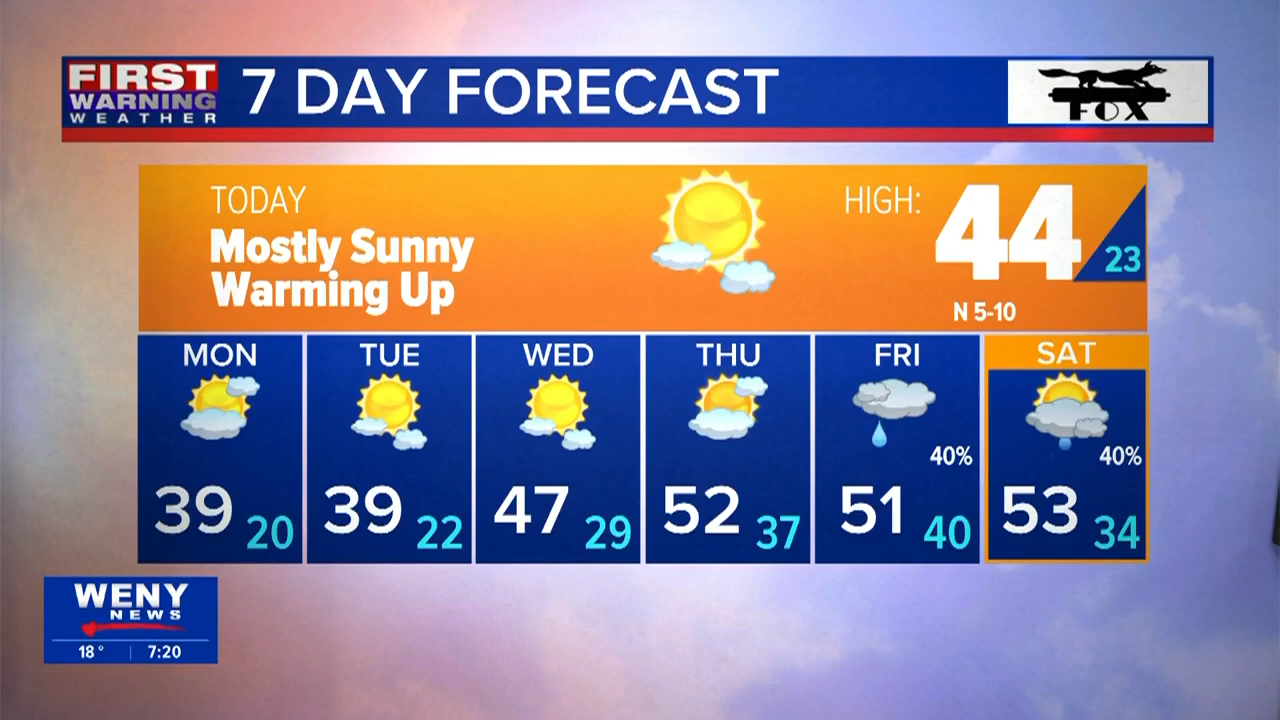 FIRST
WARNING
WEATHER
7 DAY FORECAST
FOX
TODAY
Mostly Sunny
Warming Up
HIGH:
44
23
N 5-10
MON
TUE
WED
THU
FRI
SAT
40%
40%
39 20
39 22
47 29
52 37
51 40
53 34
WENY
NEWS
18° | 7:20